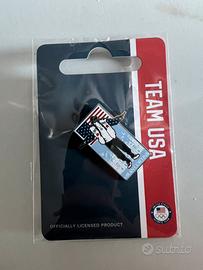 TEAM USA
OFFICIALLY LICENSED PRODUCT
subito